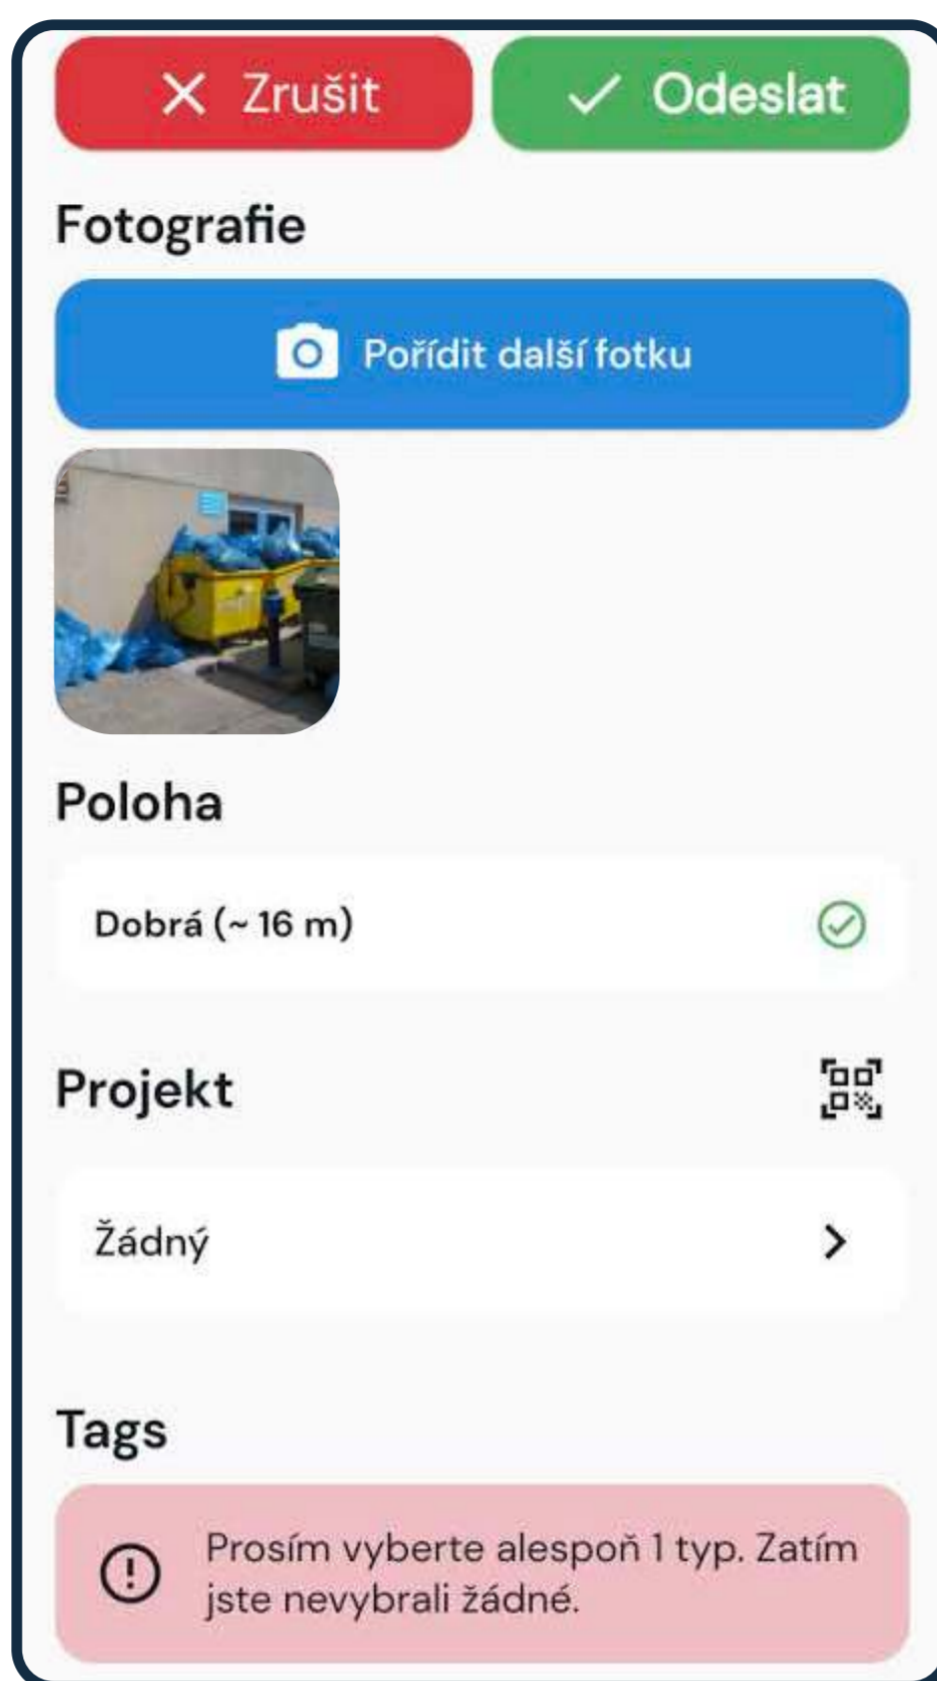 Zrušit
Odeslat
Fotografie
Pořídit další fotku
Poloha
Dobrá (~ 16 m)
Projekt
Žádný
Tags
Prosím vyberte alespoň 1 typ. Zatím
jste nevybrali žádné.